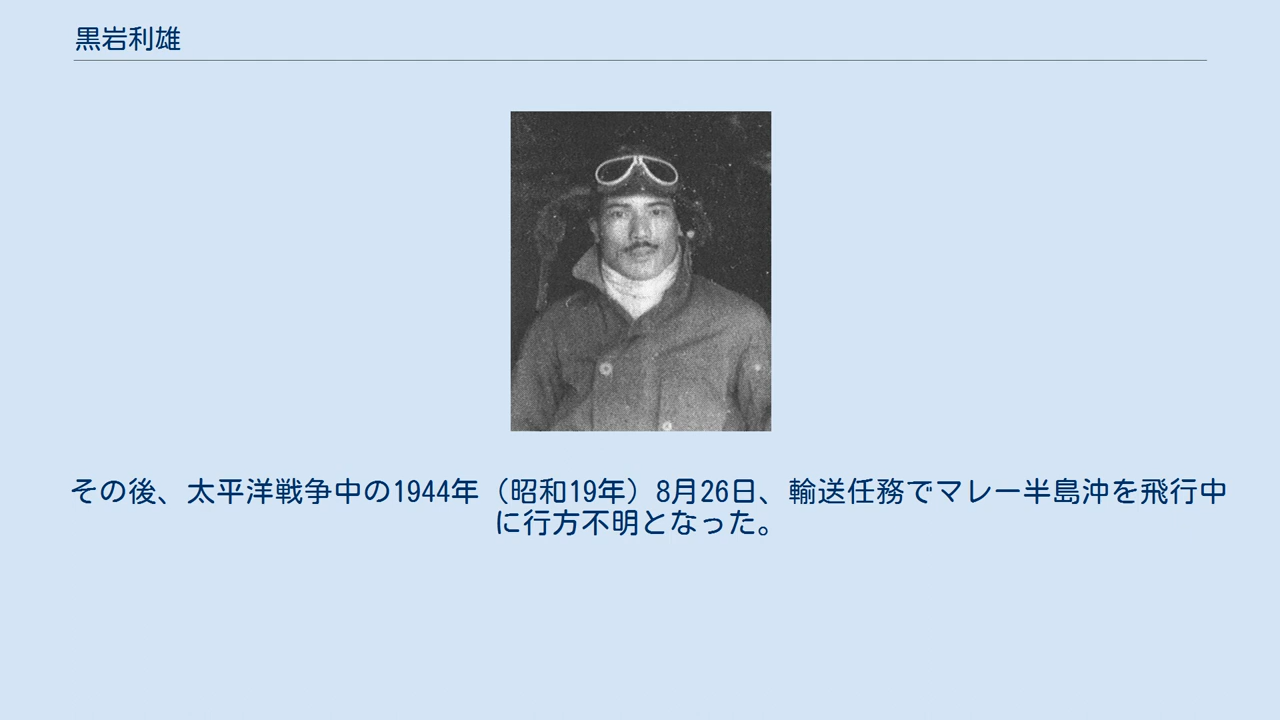 黒岩利雄
その後、太平洋戦争中の1944年（昭和19年）8月26日、輸送任務でマレー半島沖を飛行中
に行方不明となった。